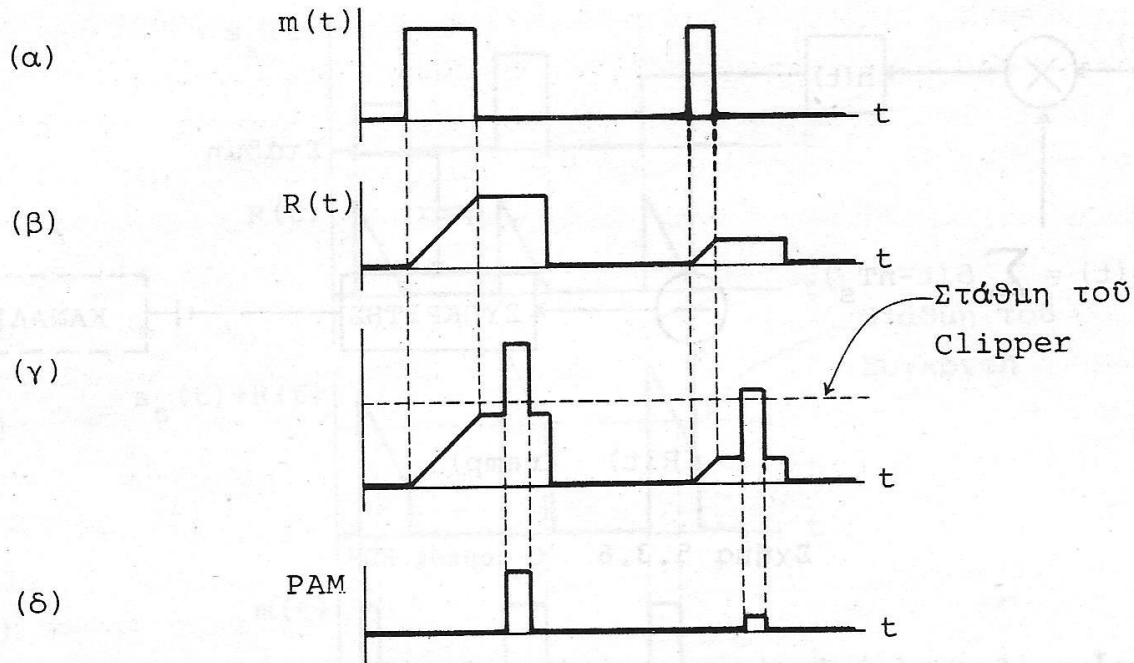 (α)
m(t)
t
(β)
R(t)
t
Στάθμη τοῦ
Clipper
(γ)
t
(δ)
PAM
t